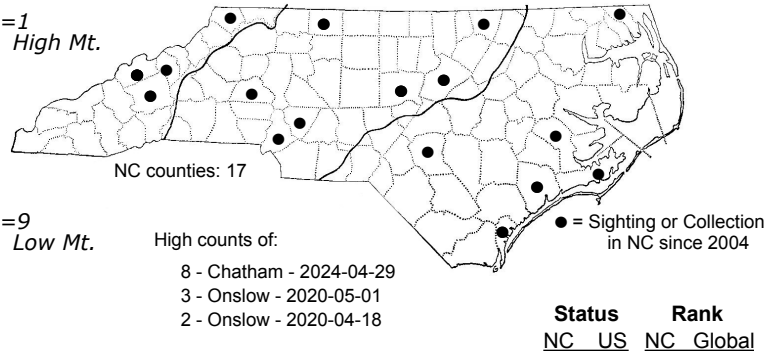 =1
High Mt.
NC counties: 17
=9
Low Mt.
High counts of:
8 - Chatham - 2024-04-29
3 - Onslow - 2020-05-01
2 - Onslow - 2020-04-18
● = Sighting or Collection
in NC since 2004
Status Rank
NC US NC Global